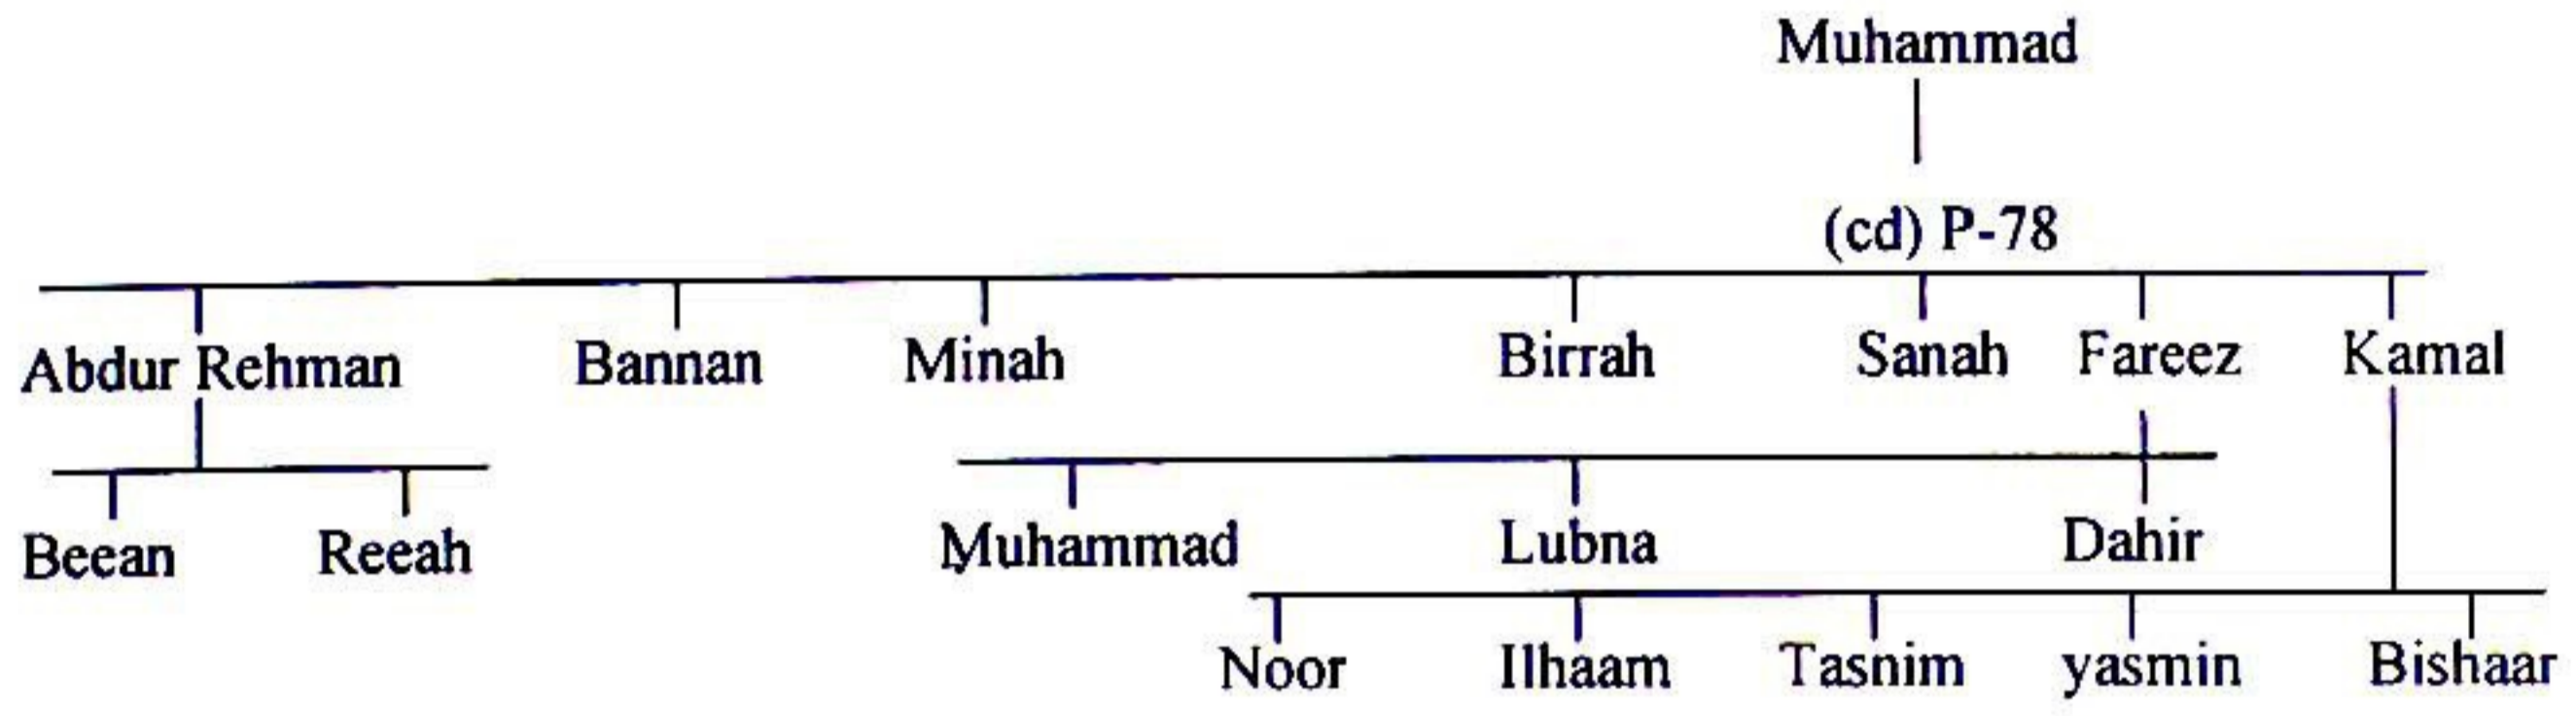 Muhammad
(cd) P-78
Abdur Rehman Bannan Minah Birrah Sanah Fareez Kamal
Beean Reeah Muhammad Lubna Dahir
Noor Ilhaam Tasnim yasmin Bishaar